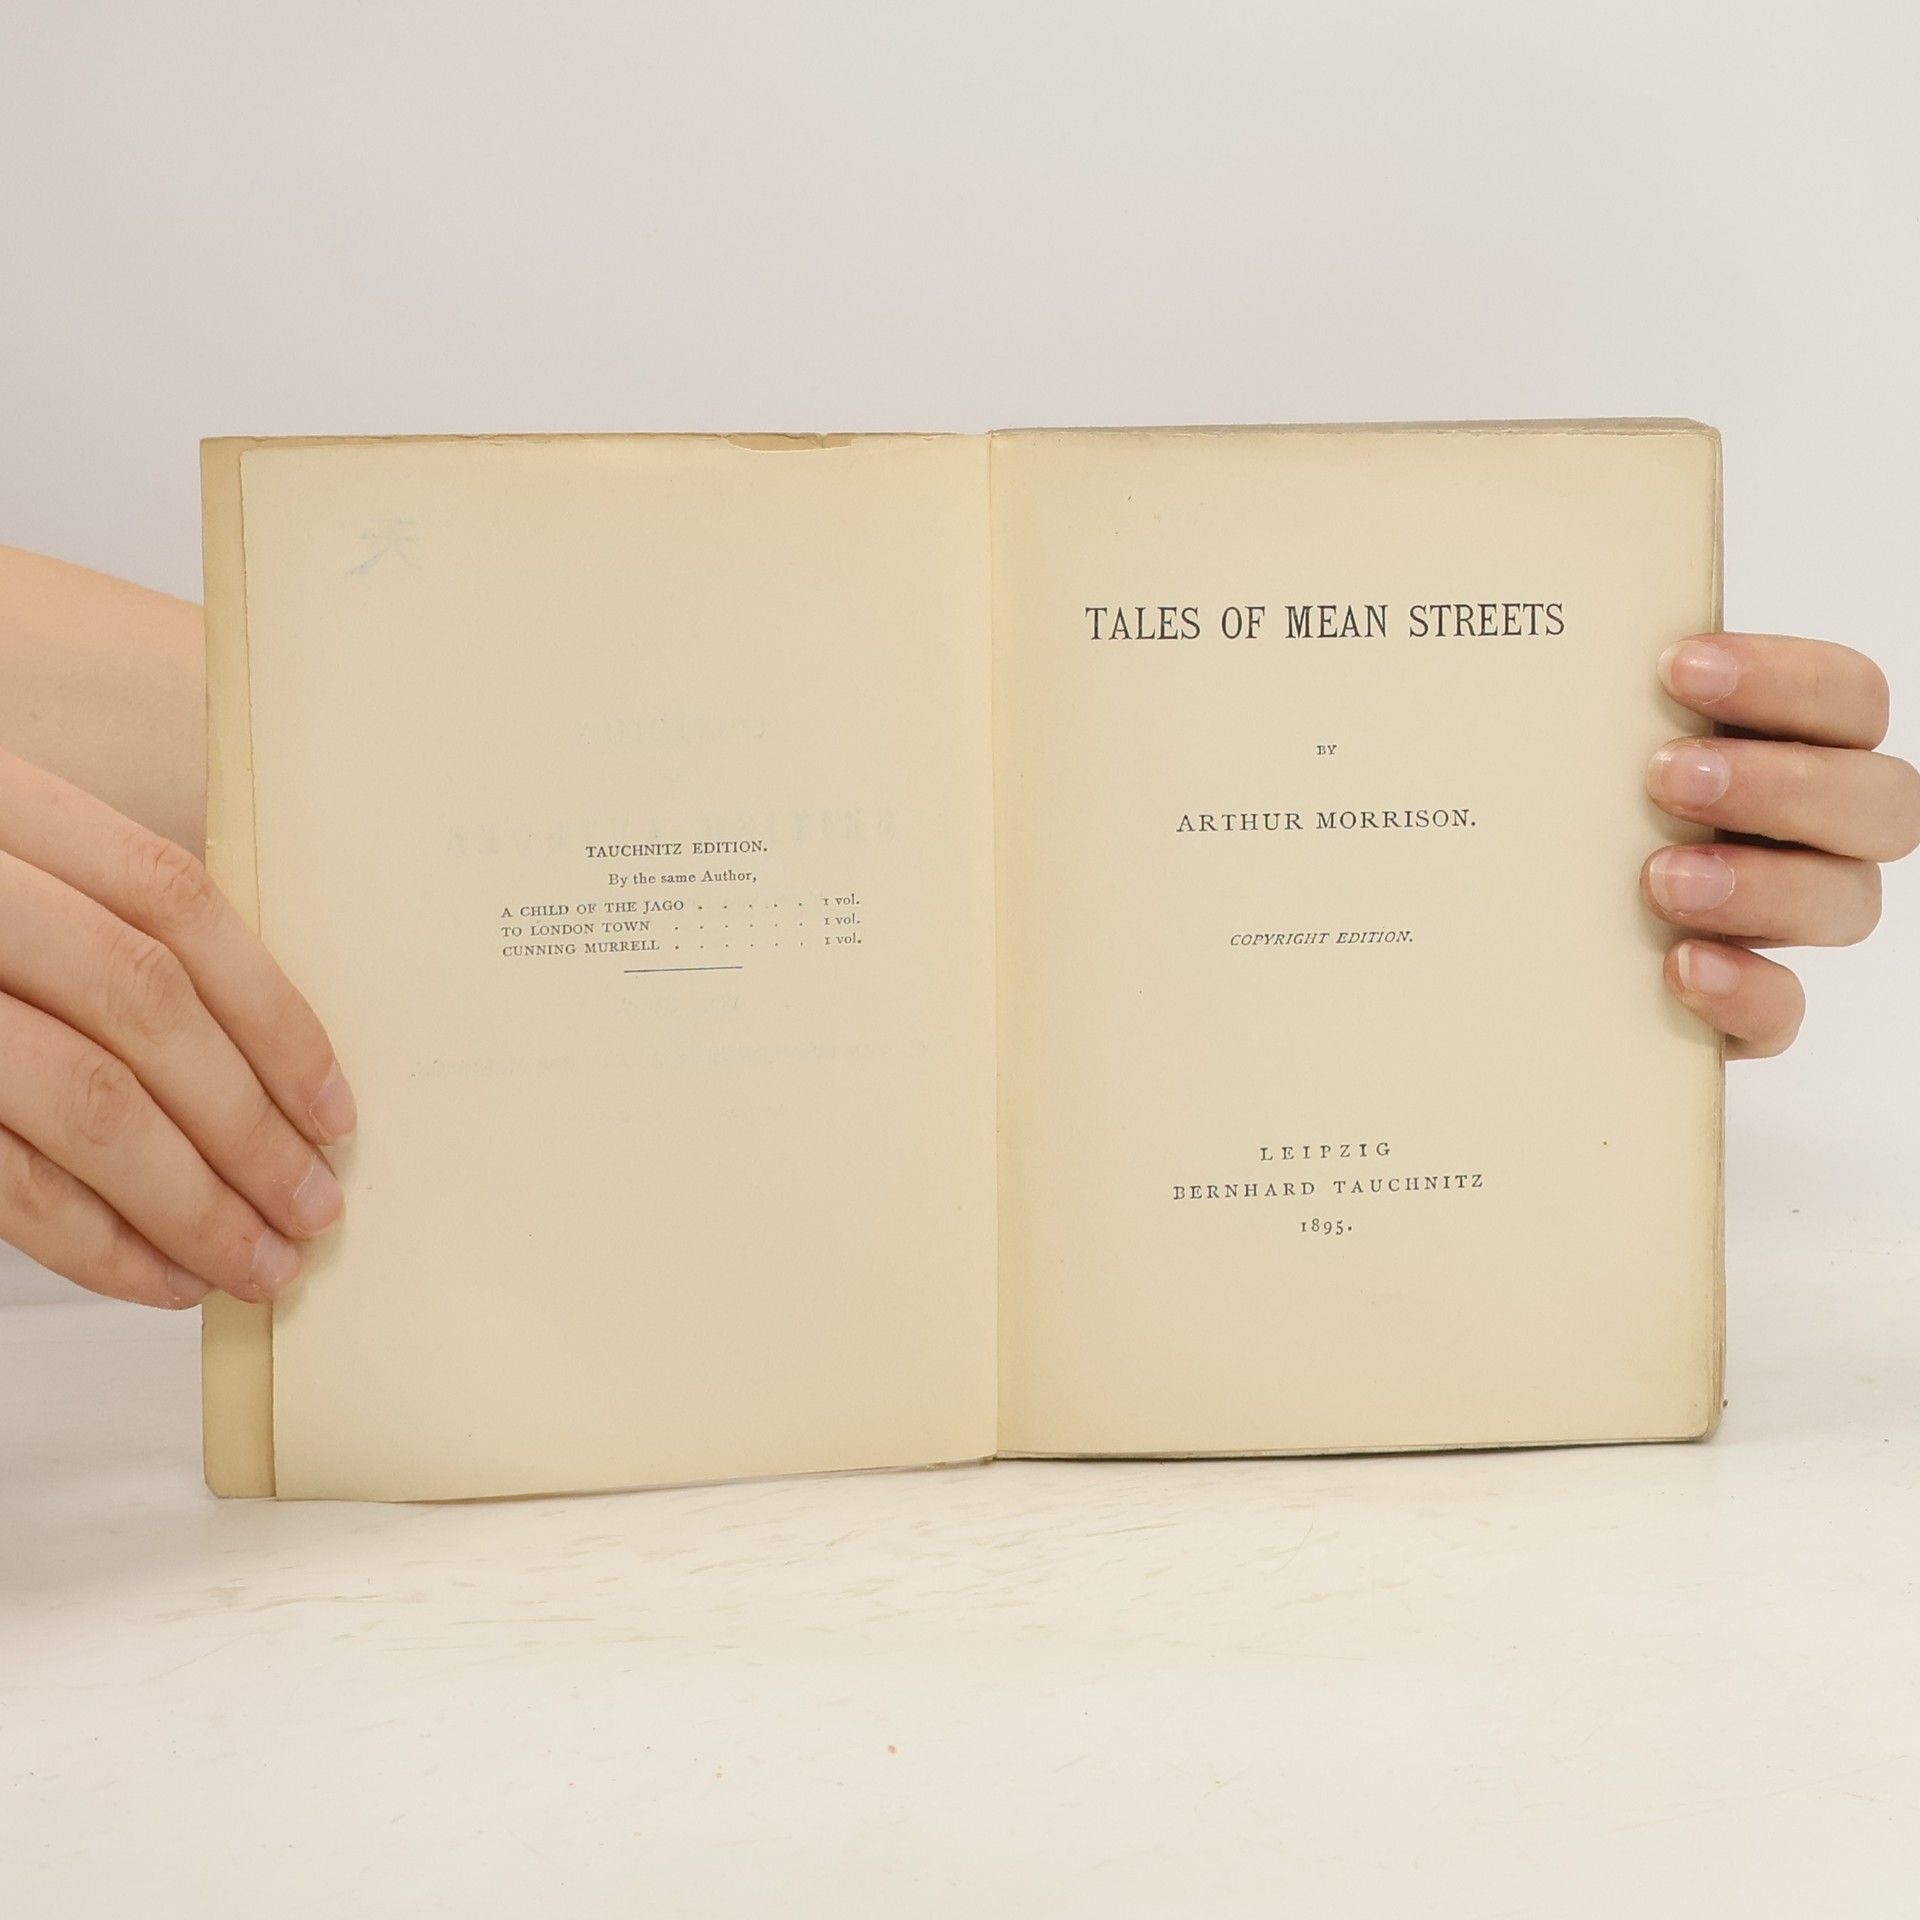 TAUCHNITZ EDITION.
By the same Author,
A CHILD OF THE JAGO . . . . . 1 vol.
TO LONDON TOWN . . . . . . 1 vol.
CUNNING MURRELL . . . . . . 1 vol.
TALES OF MEAN STREETS
BY
ARTHUR MORRISON.
COPYRIGHT EDITION.
LEIPZIG
BERNHARD TAUCHNITZ
1895.